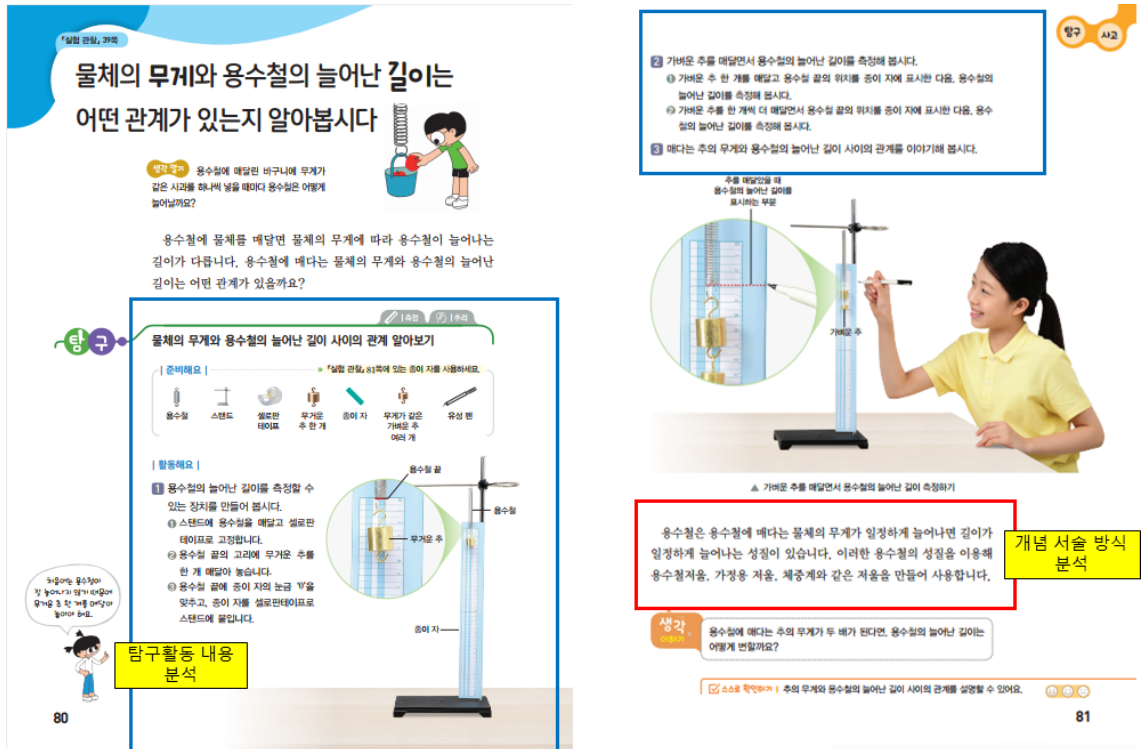 『실험 관찰』 39쪽
물체의 무게와 용수철의 늘어난 길이는
어떤 관계가 있는지 알아봅시다
생각 열기 용수철에 매달린 바구니에 무게가
같은 사과를 하나씩 넣을 때마다 용수철은 어떻게
늘어날까요?
용수철에 물체를 매달면 물체의 무게에 따라 용수철이 늘어나는
길이가 다릅니다. 용수철에 매다는 물체의 무게와 용수철의 늘어난
길이는 어떤 관계가 있을까요?
측정 추리
탐구
물체의 무게와 용수철의 늘어난 길이 사이의 관계 알아보기
| 준비해요 |
» 『실험 관찰』 81쪽에 있는 종이 자를 사용하세요.
용수철
스탠드
셀로판
테이프
무거운
추 한 개
종이 자
무게가 같은
가벼운 추
여러 개
유성 펜
| 활동해요 |
1 용수철의 늘어난 길이를 측정할 수
있는 장치를 만들어 봅시다.
❶ 스탠드에 용수철을 매달고 셀로판
테이프로 고정합니다.
❷ 용수철 끝의 고리에 무거운 추를
한 개 매달아 놓습니다.
❸ 용수철 끝에 종이 자의 눈금 '0'을
맞추고, 종이 자를 셀로판테이프로
스탠드에 붙입니다.
용수철 끝
용수철
무거운 추
종이 자
처음에는 용수철이
잘 늘어나지 않기 때문에
무거운 추 한 개를 매달아
놓아야 해요.
탐구활동 내용
분석
80
탐구 사고
2 가벼운 추를 매달면서 용수철의 늘어난 길이를 측정해 봅시다.
❶ 가벼운 추 한 개를 매달고 용수철 끝의 위치를 종이 자에 표시한 다음, 용수철의
늘어난 길이를 측정해 봅시다.
❷ 가벼운 추를 한 개씩 더 매달면서 용수철 끝의 위치를 종이 자에 표시한 다음, 용수
철의 늘어난 길이를 측정해 봅시다.
3 매다는 추의 무게와 용수철의 늘어난 길이 사이의 관계를 이야기해 봅시다.
추를 매달았을 때
용수철의 늘어난 길이를
표시하는 부분
가벼운 추
▲ 가벼운 추를 매달면서 용수철의 늘어난 길이 측정하기
용수철은 용수철에 매다는 물체의 무게가 일정하게 늘어나면 길이가
일정하게 늘어나는 성질이 있습니다. 이러한 용수철의 성질을 이용해
용수철저울, 가정용 저울, 체중계와 같은 저울을 만들어 사용합니다.
개념 서술 방식
분석
생각
더하기
용수철에 매다는 추의 무게가 두 배가 된다면, 용수철의 늘어난 길이는
어떻게 변할까요?
스스로 확인하기 | 추의 무게와 용수철의 늘어난 길이 사이의 관계를 설명할 수 있어요.
81